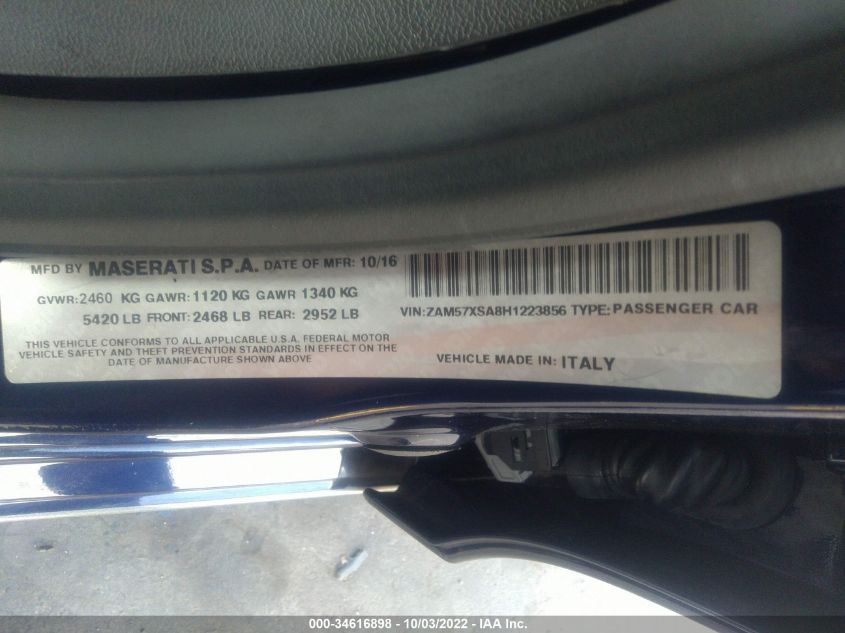 MFD BY MASERATI S.P.A. DATE OF MFR: 10/16
GVWR:2460 KG GAWR:1120 KG GAWR 1340 KG
5420 LB FRONT:2468 LB REAR: 2952 LB
THIS VEHICLE CONFORMS TO ALL APPLICABLE U.S.A. FEDERAL MOTOR
VEHICLE SAFETY AND THEFT PREVENTION STANDARDS IN EFFECT ON THE
DATE OF MANUFACTURE SHOWN ABOVE
VIN:ZAM57XSA8H1223856 TYPE:PASSENGER CAR
VEHICLE MADE IN: ITALY
000-34616898 - 10/03/2022 - IAA Inc.